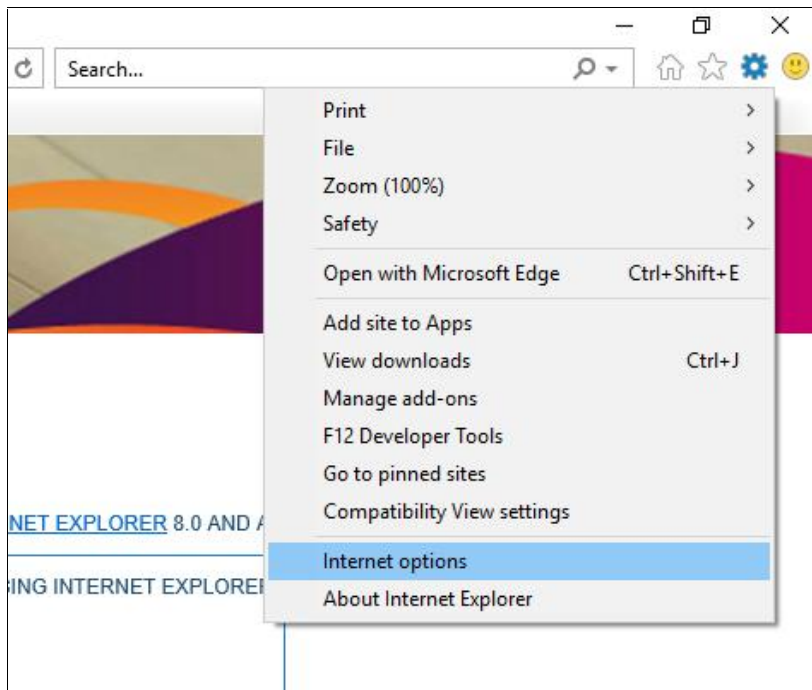 Search...
Print
File
Zoom (100%)
Safety
Open with Microsoft Edge Ctrl+Shift+E
Add site to Apps
View downloads Ctrl+J
Manage add-ons
F12 Developer Tools
Go to pinned sites
Compatibility View settings
NET EXPLORER 8.0 AND
Internet options
ING INTERNET EXPLORER
About Internet Explorer